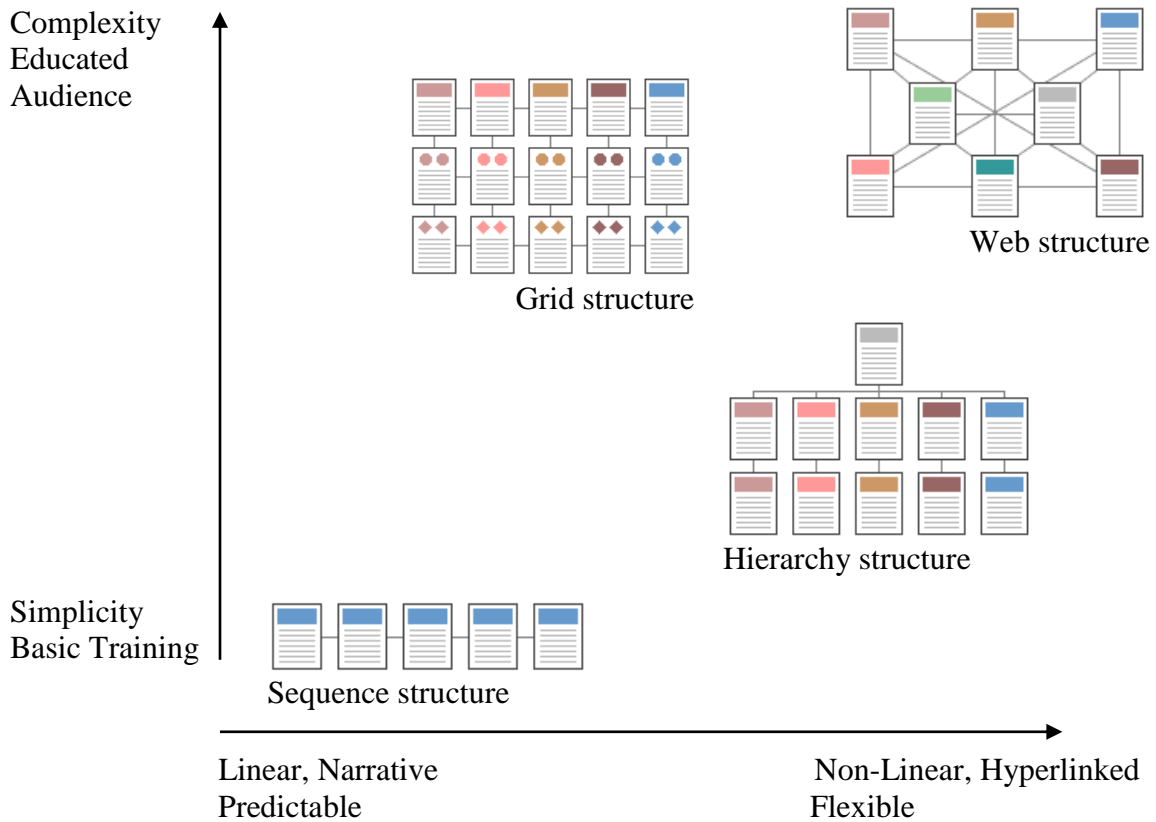 Complexity
Educated
Audience
Web structure
Grid structure
Hierarchy structure
Simplicity
Basic Training
Sequence structure
Linear, Narrative
Predictable
Non-Linear, Hyperlinked
Flexible